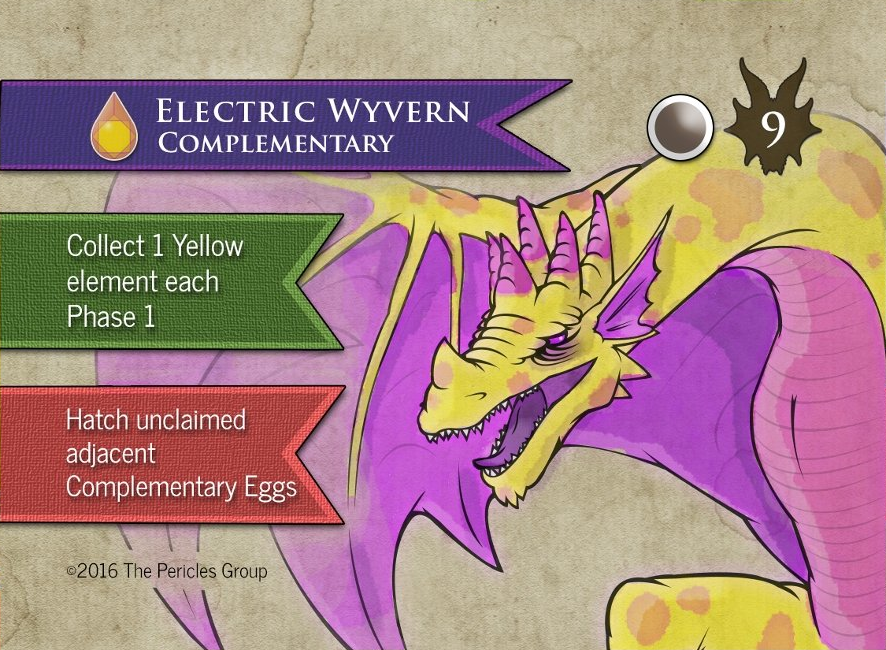 Electric Wyvern
Complementary
9
Collect 1 Yellow
element each
Phase 1
Hatch unclaimed
adjacent
Complementary Eggs
©2016 The Pericles Group